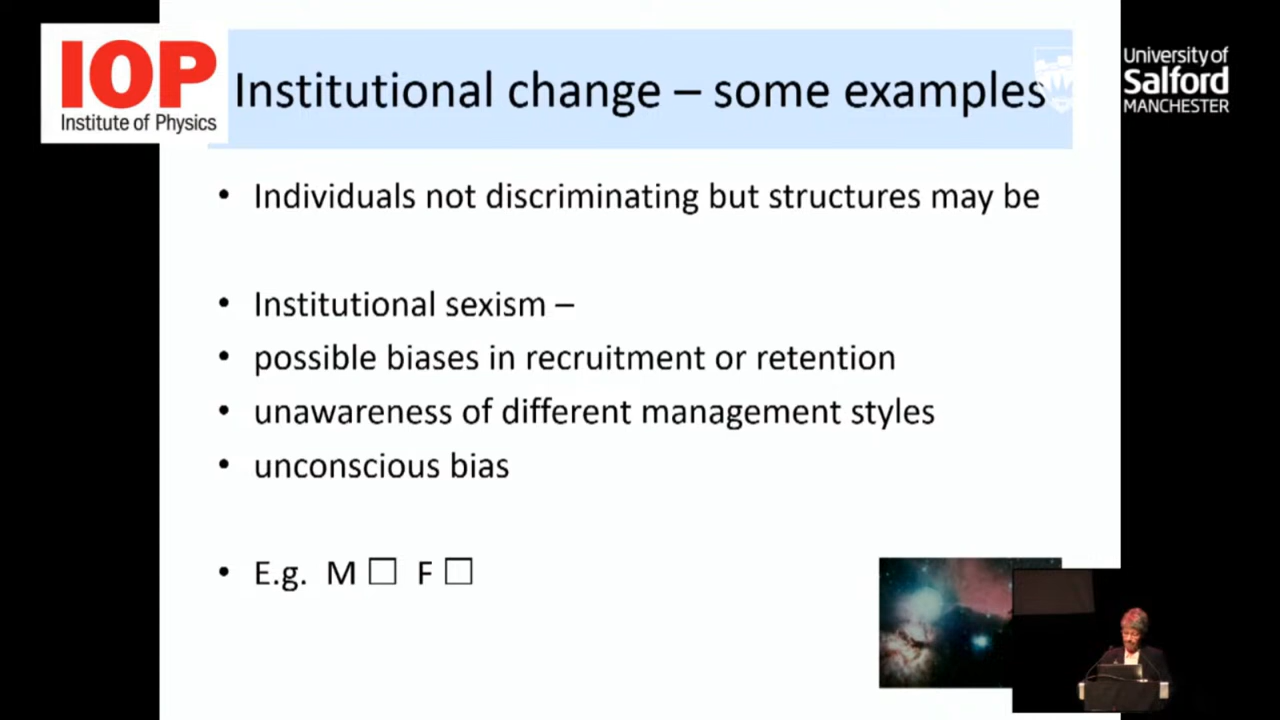 IOP
Institute of Physics
Institutional change – some examples
University of
Salford
MANCHESTER
• Individuals not discriminating but structures may be
• Institutional sexism –
• possible biases in recruitment or retention
• unawareness of different management styles
• unconscious bias
• E.g. M ☐ F ☐